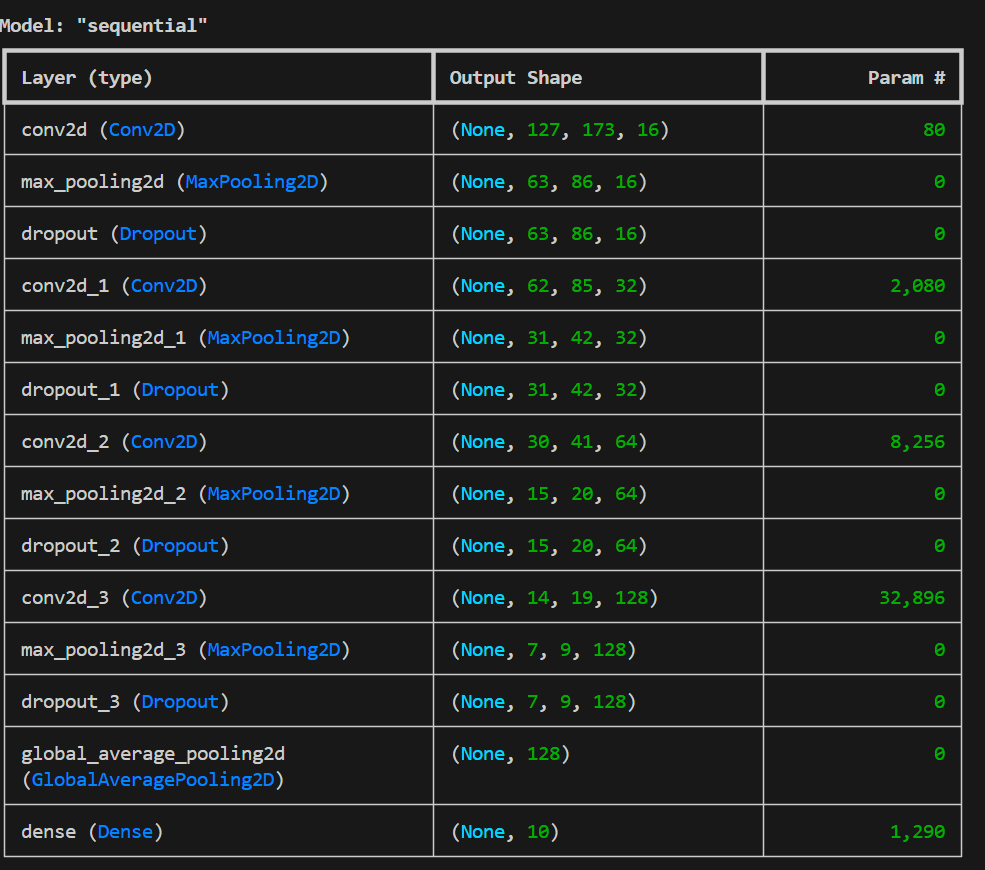 Model: "sequential"
Layer (type) Output Shape Param #
conv2d (Conv2D) (None, 127, 173, 16) 80
max_pooling2d (MaxPooling2D) (None, 63, 86, 16) 0
dropout (Dropout) (None, 63, 86, 16) 0
conv2d_1 (Conv2D) (None, 62, 85, 32) 2,080
max_pooling2d_1 (MaxPooling2D) (None, 31, 42, 32) 0
dropout_1 (Dropout) (None, 31, 42, 32) 0
conv2d_2 (Conv2D) (None, 30, 41, 64) 8,256
max_pooling2d_2 (MaxPooling2D) (None, 15, 20, 64) 0
dropout_2 (Dropout) (None, 15, 20, 64) 0
conv2d_3 (Conv2D) (None, 14, 19, 128) 32,896
max_pooling2d_3 (MaxPooling2D) (None, 7, 9, 128) 0
dropout_3 (Dropout) (None, 7, 9, 128) 0
global_average_pooling2d (None, 128) 0
(GlobalAveragePooling2D)
dense (Dense) (None, 10) 1,290